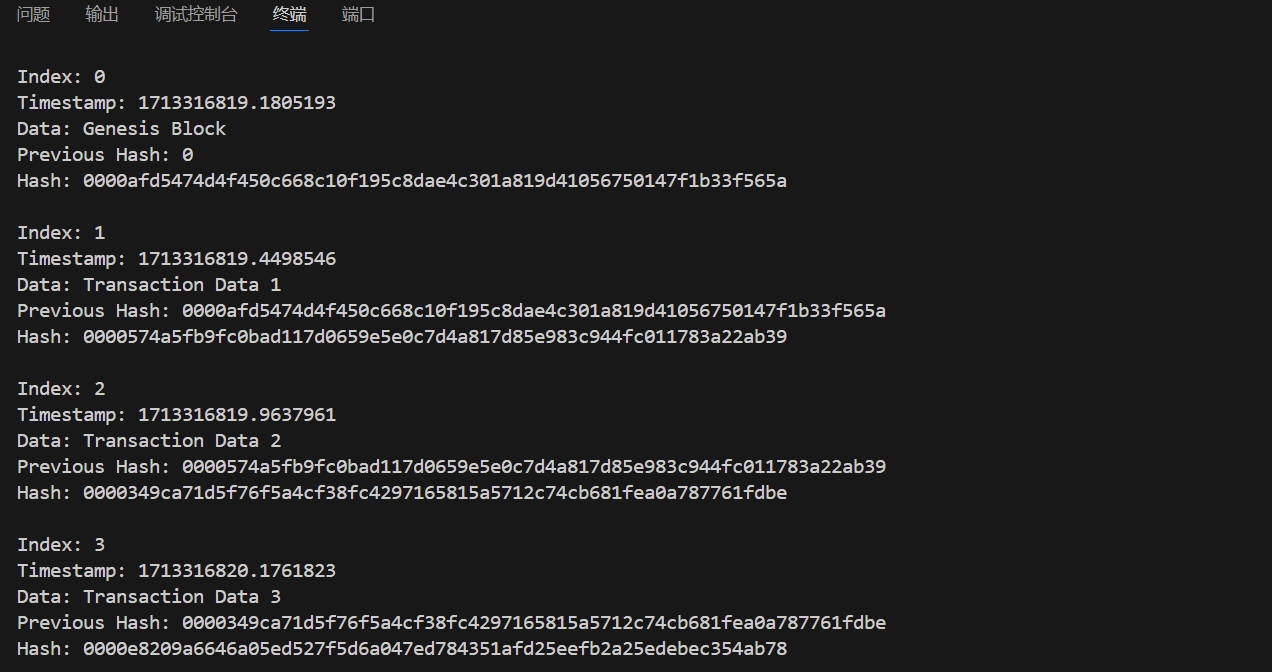 问题 输出 调试控制台 终端 端口
Index: 0
Timestamp: 1713316819.1805193
Data: Genesis Block
Previous Hash: 0
Hash: 0000afd5474d4f450c668c10f195c8dae4c301a819d41056750147f1b33f565a
Index: 1
Timestamp: 1713316819.4498546
Data: Transaction Data 1
Previous Hash: 0000afd5474d4f450c668c10f195c8dae4c301a819d41056750147f1b33f565a
Hash: 0000574a5fb9fc0bad117d0659e5e0c7d4a817d85e983c944fc011783a22ab39
Index: 2
Timestamp: 1713316819.9637961
Data: Transaction Data 2
Previous Hash: 0000574a5fb9fc0bad117d0659e5e0c7d4a817d85e983c944fc011783a22ab39
Hash: 0000349ca71d5f76f5a4cf38fc4297165815a5712c74cb681fea0a787761fdbe
Index: 3
Timestamp: 1713316820.1761823
Data: Transaction Data 3
Previous Hash: 0000349ca71d5f76f5a4cf38fc4297165815a5712c74cb681fea0a787761fdbe
Hash: 0000e8209a6646a05ed527f5d6a047ed784351afd25eefb2a25edebec354ab78